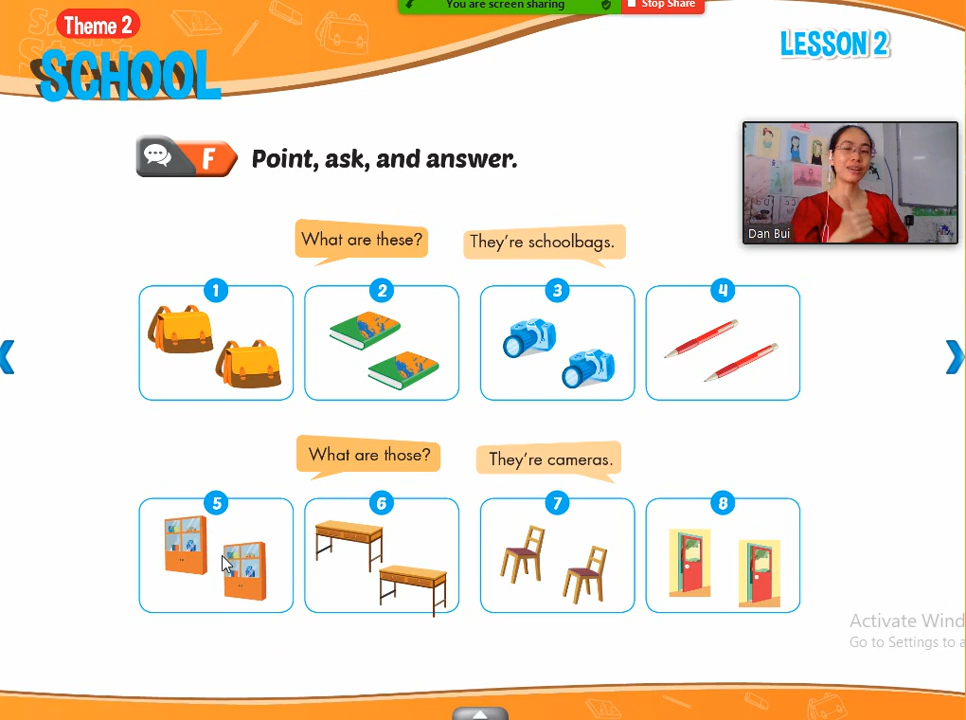 You are screen sharing
Stop Share
Theme 2
SCHOOL
LESSON 2
F Point, ask, and answer.
Dan Bui
What are these?
They're schoolbags.
1
2
3
4
What are those?
They're cameras.
5
6
7
8
Activate Wind
Go to Settings to a